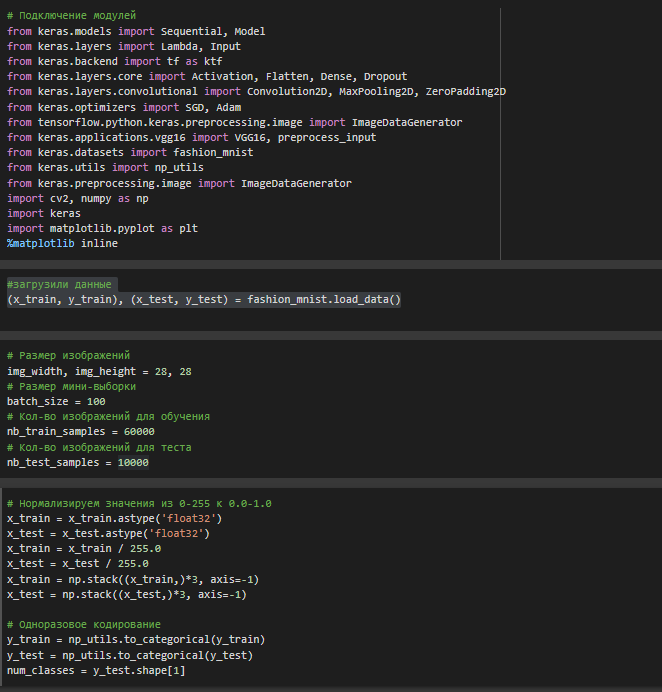 # Подключение модулей
from keras.models import Sequential, Model
from keras.layers import Lambda, Input
from keras.backend import tf as ktf
from keras.layers.core import Activation, Flatten, Dense, Dropout
from keras.layers.convolutional import Convolution2D, MaxPooling2D, ZeroPadding2D
from keras.optimizers import SGD, Adam
from tensorflow.python.keras.preprocessing.image import ImageDataGenerator
from keras.applications.vgg16 import VGG16, preprocess_input
from keras.datasets import fashion_mnist
from keras.utils import np_utils
from keras.preprocessing.image import ImageDataGenerator
import cv2, numpy as np
import keras
import matplotlib.pyplot as plt
%matplotlib inline
#загрузили данные
(x_train, y_train), (x_test, y_test) = fashion_mnist.load_data()
# Размер изображений
img_width, img_height = 28, 28
# Размер мини-выборки
batch_size = 100
# Кол-во изображений для обучения
nb_train_samples = 60000
# Кол-во изображений для теста
nb_test_samples = 10000
# Нормализируем значения из 0-255 к 0.0-1.0
x_train = x_train.astype('float32')
x_test = x_test.astype('float32')
x_train = x_train / 255.0
x_test = x_test / 255.0
x_train = np.stack((x_train,)*3, axis=-1)
x_test = np.stack((x_test,)*3, axis=-1)
# Одноразовое кодирование
y_train = np_utils.to_categorical(y_train)
y_test = np_utils.to_categorical(y_test)
num_classes = y_test.shape[1]